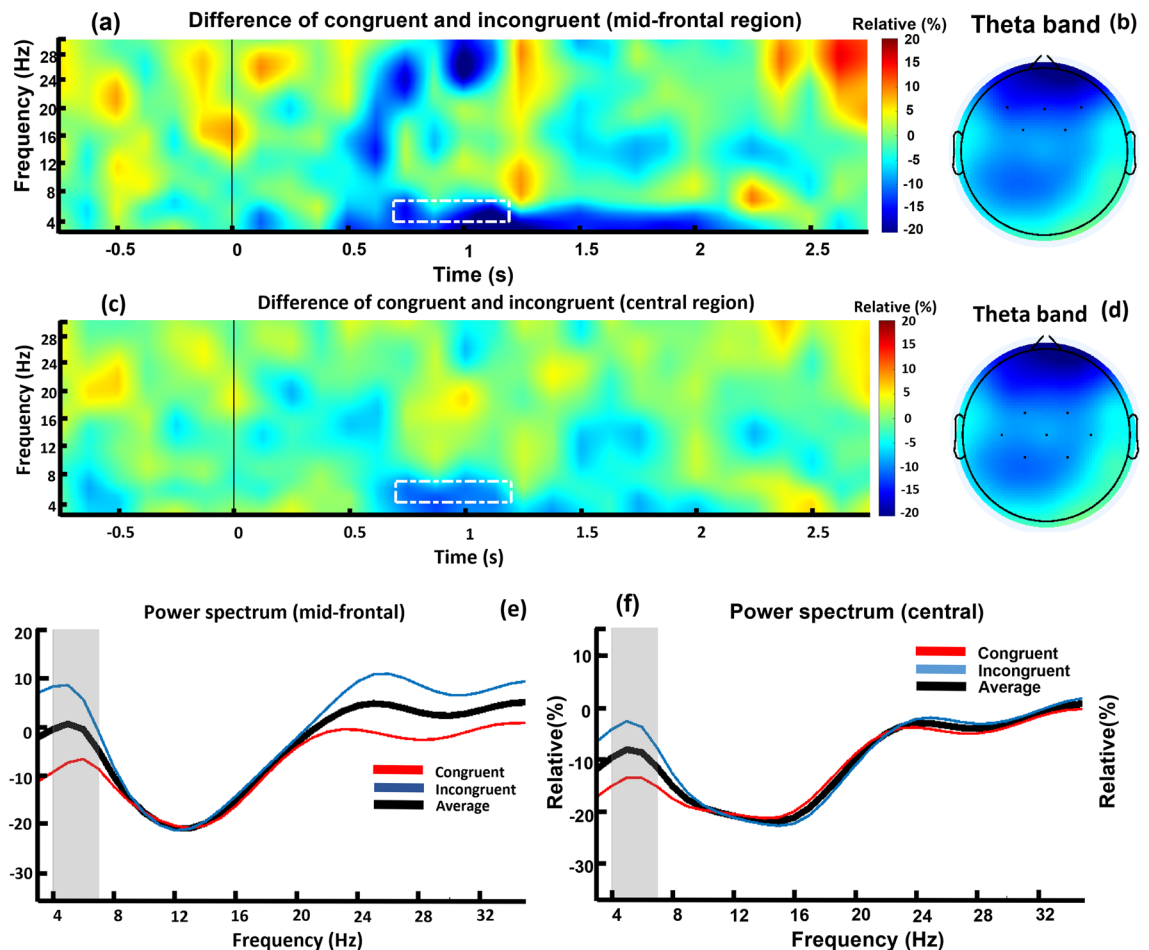 (a)
Difference of congruent and incongruent (mid-frontal region)
Relative (%)
Theta band
(b)
Frequency (Hz)
28
24
20
16
12
8
4
20
15
10
5
0
-5
-10
-15
-20
-0.5
0
0.5
1
1.5
2
2.5
Time (s)
(c)
Difference of congruent and incongruent (central region)
Relative (%)
Theta band
(d)
Frequency (Hz)
28
24
20
16
12
8
4
20
15
10
5
0
-5
-10
-15
-20
-0.5
0
0.5
1
1.5
2
2.5
Time (s)
Power spectrum (mid-frontal)
(e)
20
10
0
-10
-20
-30
Congruent
Incongruent
Average
4
8
12
16
20
24
28
32
Frequency (Hz)
Relative(%)
(f)
Power spectrum (central)
10
0
-10
-20
-30
Congruent
Incongruent
Average
4
8
12
16
20
24
28
32
Frequency (Hz)
Relative(%)